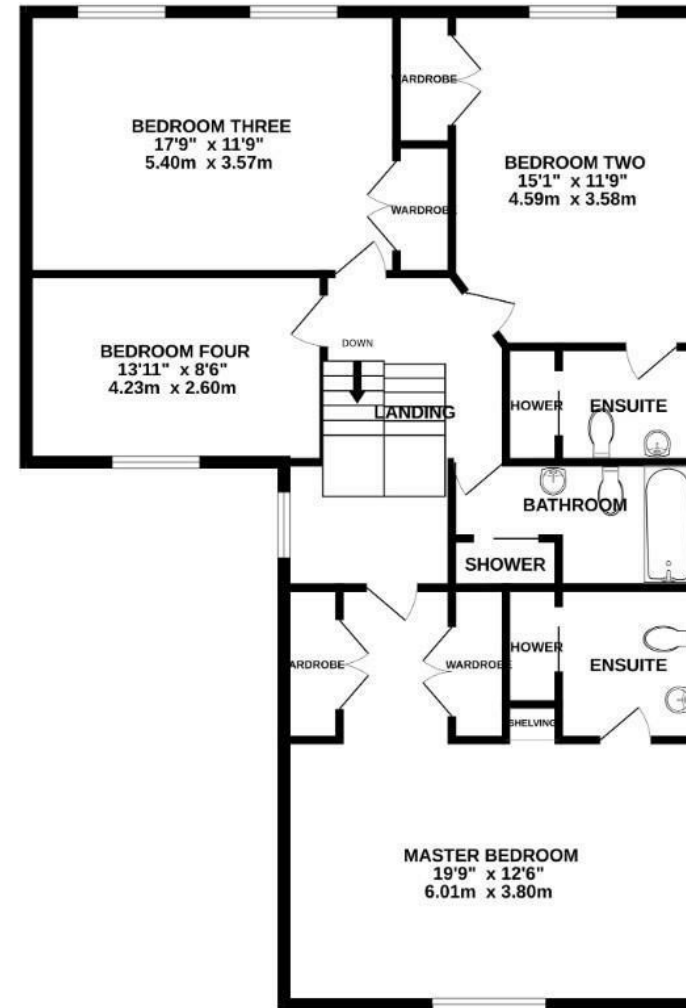 WARDROBE
BEDROOM THREE
17'9" x 11'9"
5.40m x 3.57m
BEDROOM TWO
15'1" x 11'9"
4.59m x 3.58m
WARDROBE
BEDROOM FOUR
13'11" x 8'6"
4.23m x 2.60m
DOWN
LANDING
HOWER
ENSUITE
BATHROOM
SHOWER
ARDROBE
WARDROBE
HOWER
ENSUITE
SHELVING
MASTER BEDROOM
19'9" x 12'6"
6.01m x 3.80m